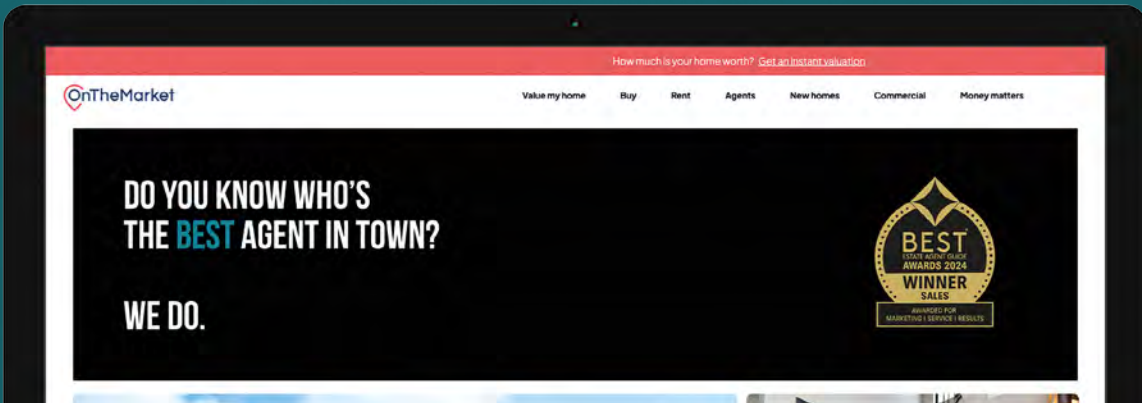 How much is your home worth? Get an instant valuation
OnTheMarket
Value my home Buy Rent Agents New homes Commercial Money matters
DO YOU KNOW WHO'S
THE BEST AGENT IN TOWN?
WE DO.
BEST
ESTATE AGENT GUIDE
AWARDS 2024
WINNER
SALES
AWARDED FOR
MARKETING | SERVICE | RESULTS